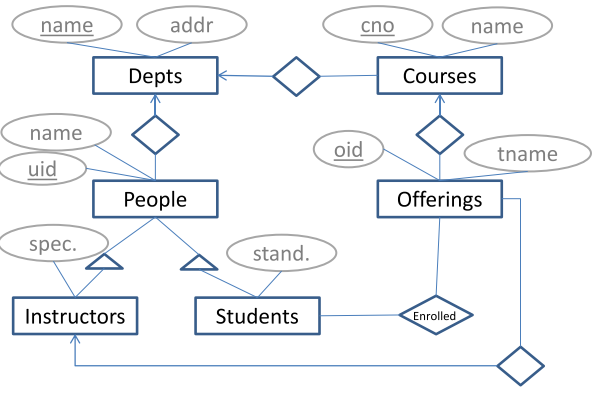 name
addr
cno
name
Depts
Courses
name
oid
tname
uid
People
Offerings
spec.
stand.
Instructors
Students
Enrolled